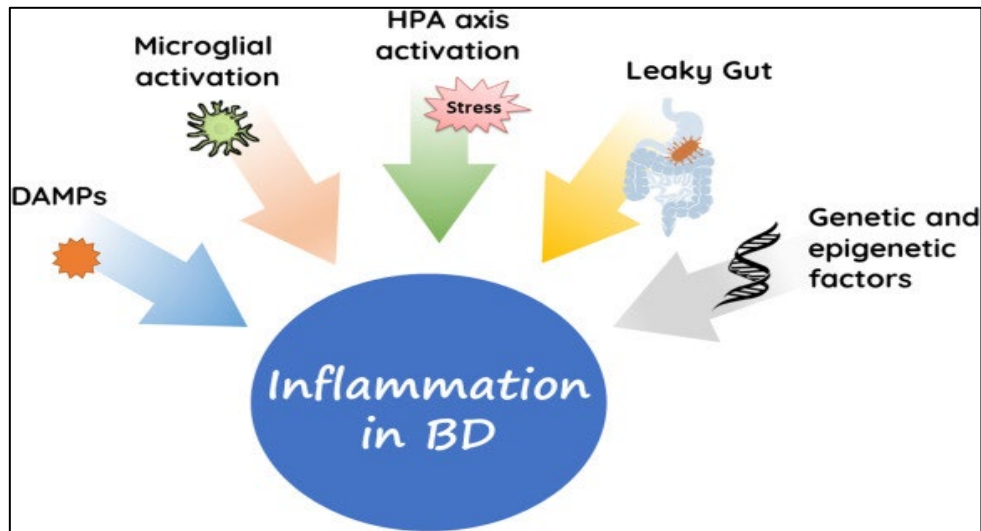 DAMPs
Microglial
activation
HPA axis
activation
Stress
Leaky Gut
Genetic and
epigenetic
factors
Inflammation
in BD